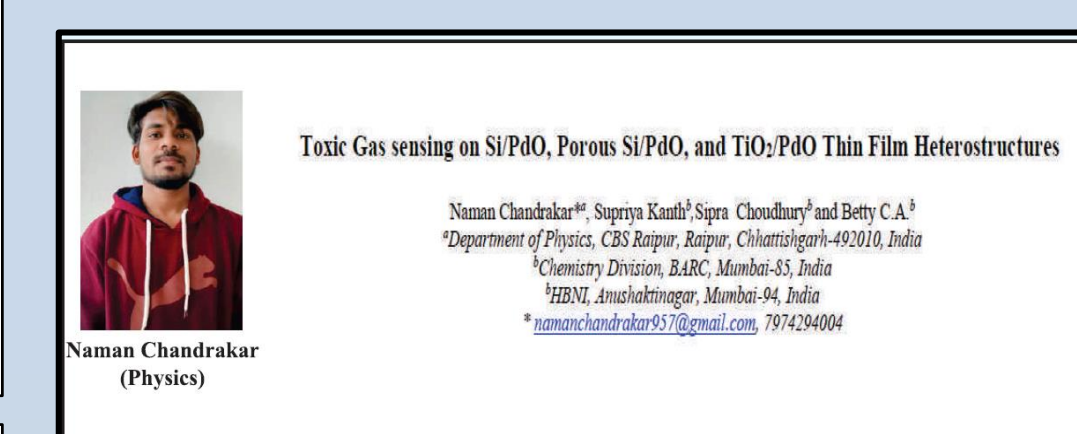 Toxic Gas sensing on Si/PdO, Porous Si/PdO, and TiO₂/PdO Thin Film Heterostructures
Naman Chandrakar*ᵃ, Supriya Kanthᵇ,Sipra Choudhuryᵇ and Betty C.A.ᵇ
ᵃDepartment of Physics, CBS Raipur, Raipur, Chhattishgarh-492010, India
ᵇChemistry Division, BARC, Mumbai-85, India
ᵇHBNI, Anushaktinagar, Mumbai-94, India
* namanchandrakar957@gmail.com, 7974294004
Naman Chandrakar
(Physics)